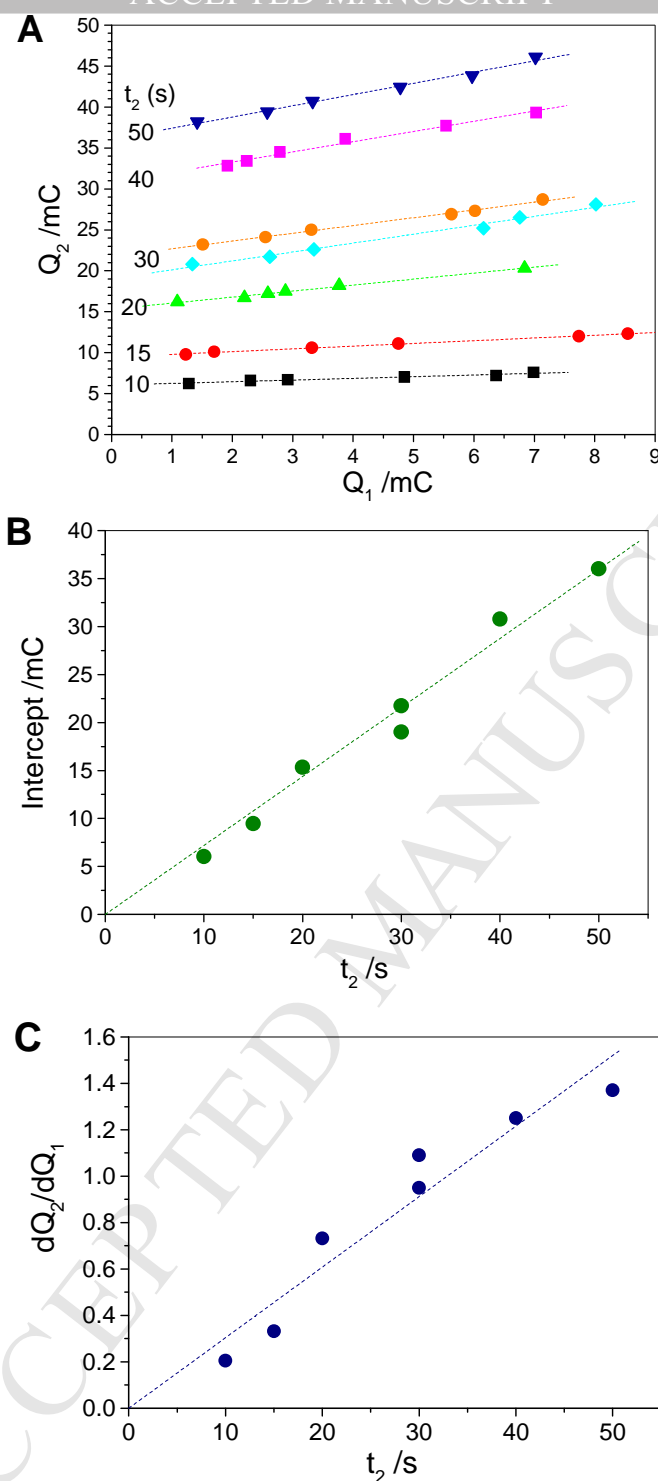 ACCEPTED MANUSCRIPT
A
50
45
40
35
30
25
20
15
10
5
0
Q₂ /mC
t₂ (s)
50
40
30
20
15
10
0 1 2 3 4 5 6 7 8 9
Q₁ /mC
B
40
35
30
25
20
15
10
5
0
Intercept /mC
0 10 20 30 40 50
t₂ /s
C
1.6
1.4
1.2
1.0
0.8
0.6
0.4
0.2
0.0
dQ₂/dQ₁
0 10 20 30 40 50
t₂ /s
CCEPTED MANUSC